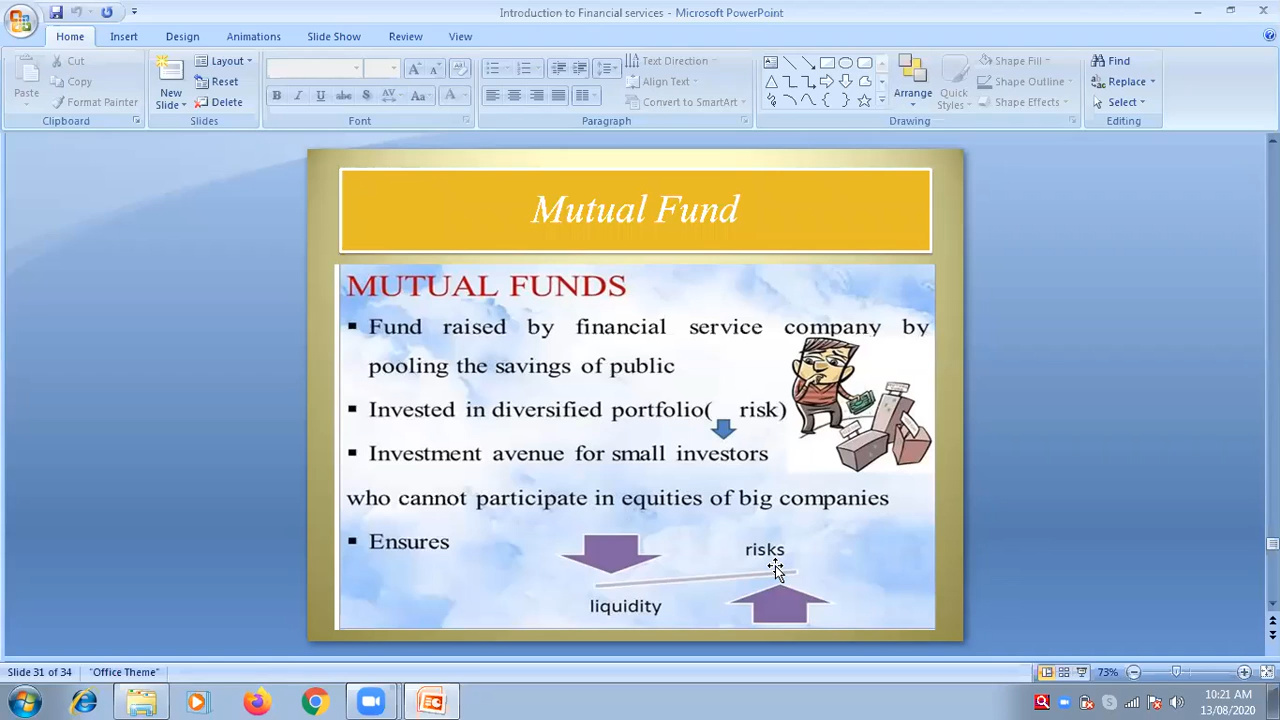 Introduction to Financial services - Microsoft PowerPoint
Home Insert Design Animations Slide Show Review View
Paste
Cut
Copy
Format Painter
Clipboard
New Slide
Layout
Reset
Delete
Slides
B I U abc S AV Aa A
Font
Text Direction
Align Text
Convert to SmartArt
Paragraph
Arrange
Quick Styles
Shape Fill
Shape Outline
Shape Effects
Drawing
Find
Replace
Select
Editing
Mutual Fund
MUTUAL FUNDS
▪ Fund raised by financial service company by
pooling the savings of public
▪ Invested in diversified portfolio( risk)
▪ Investment avenue for small investors
who cannot participate in equities of big companies
▪ Ensures
risks
liquidity
Slide 31 of 34 "Office Theme" 73%
10:21 AM
13/08/2020